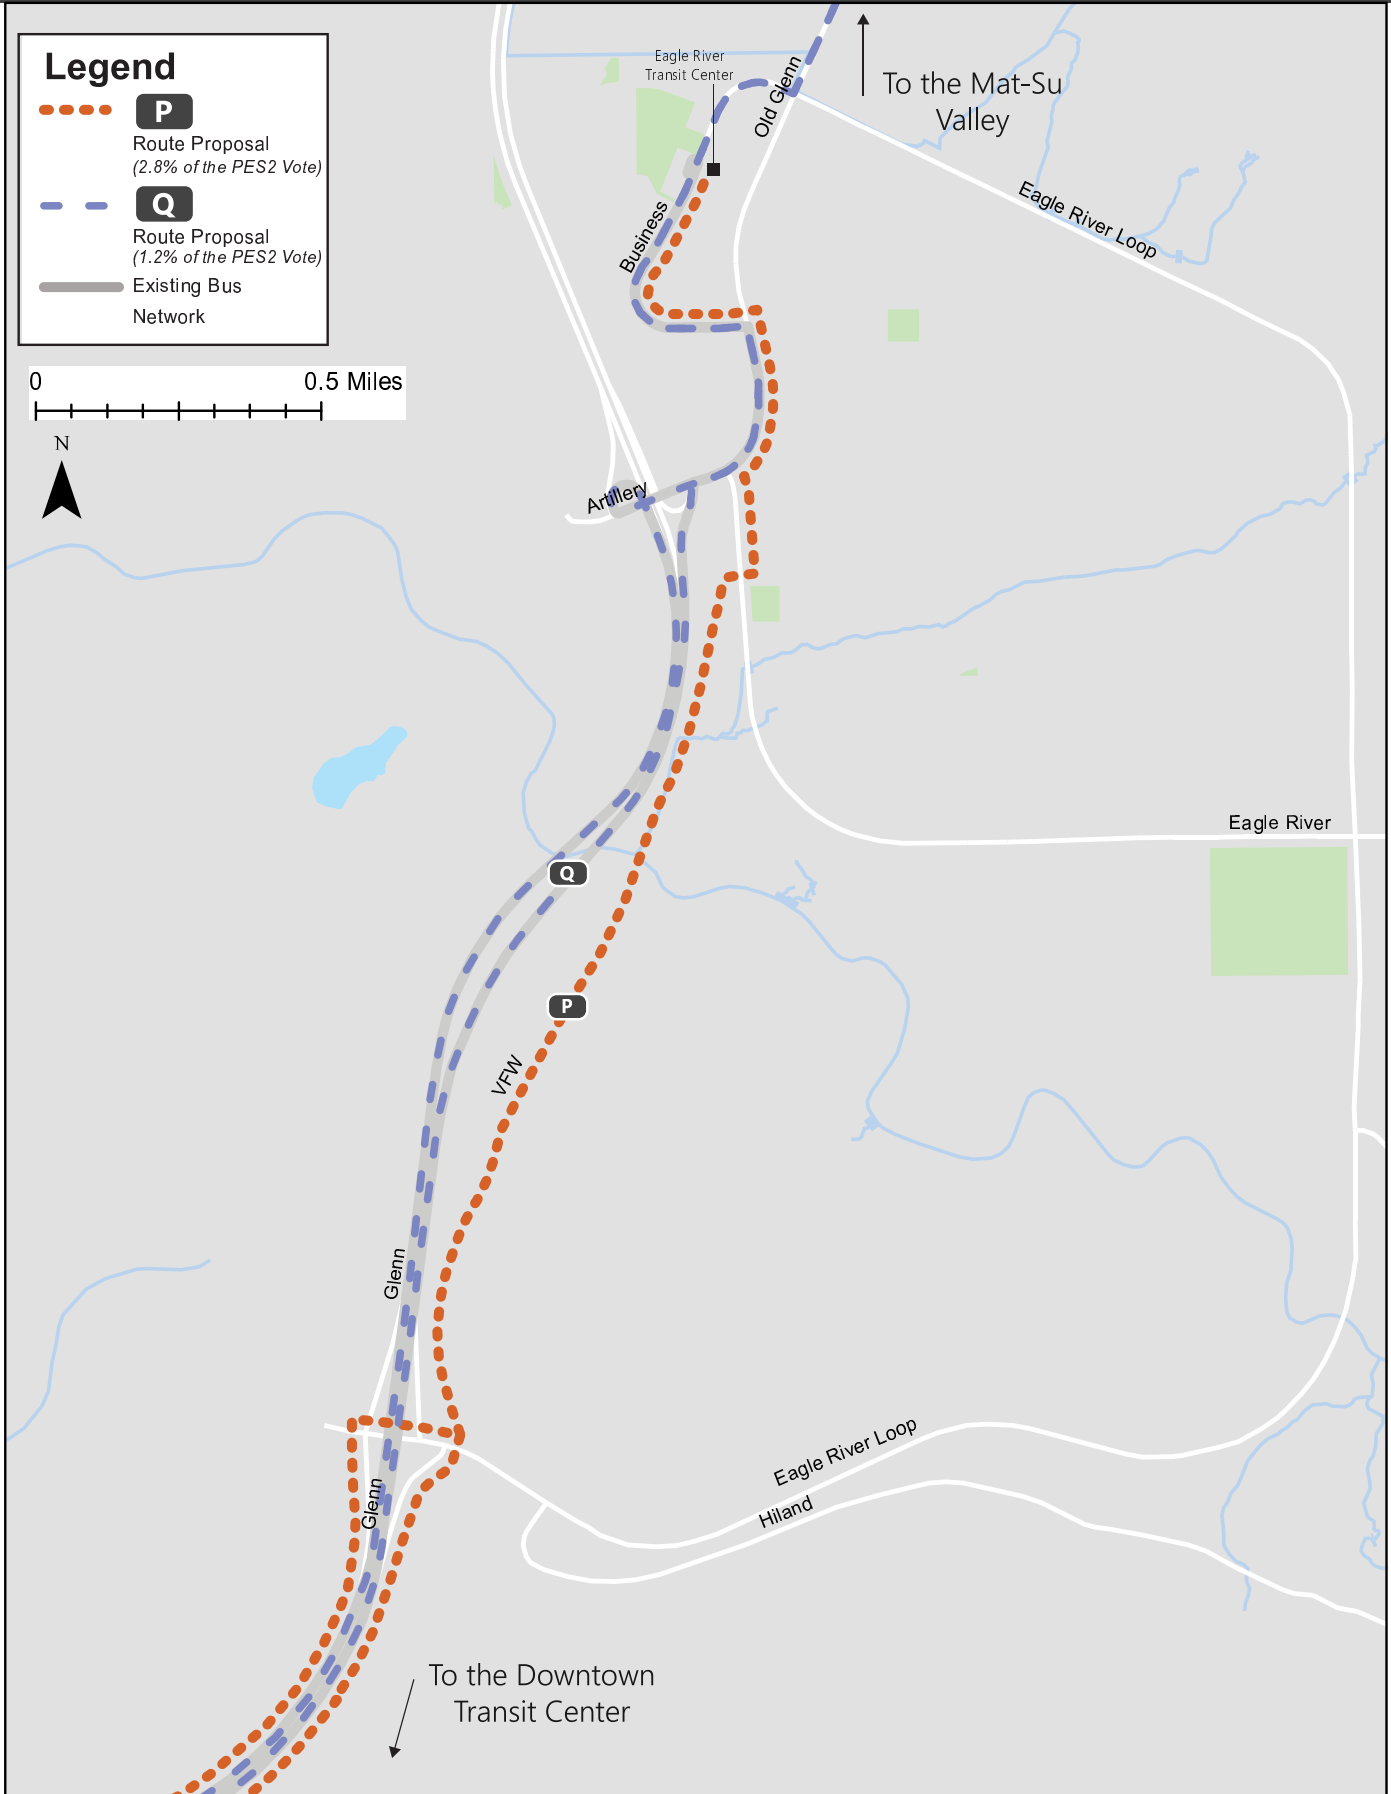 Legend
P
Route Proposal
(2.8% of the PES2 Vote)
Q
Route Proposal
(1.2% of the PES2 Vote)
Existing Bus
Network
0 0.5 Miles
N
Eagle River
Transit Center
Old Glenn
To the Mat-Su
Valley
Business
Eagle River Loop
Artillery
Eagle River
Q
P
VFW
Glenn
Glenn
Eagle River Loop
Hiland
To the Downtown
Transit Center